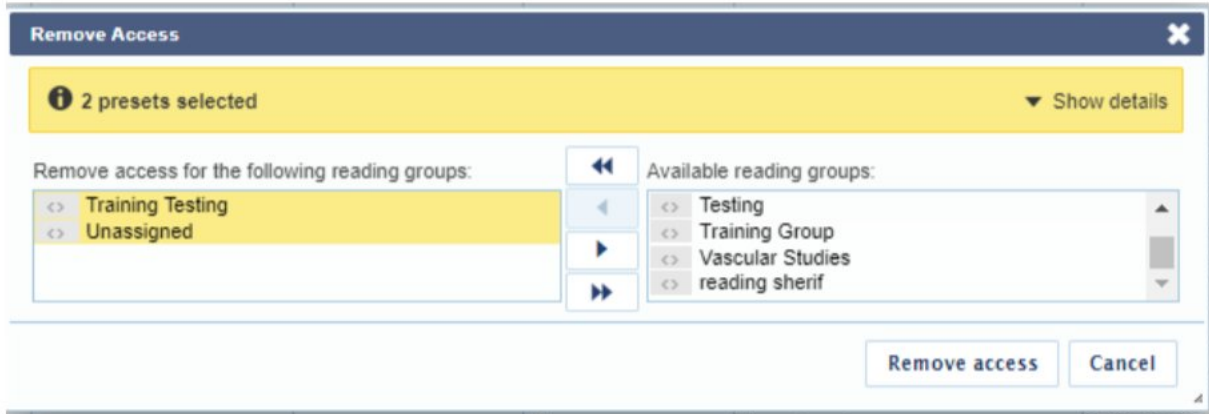 Remove Access
2 presets selected
Show details
Remove access for the following reading groups:
Training Testing
Unassigned
Available reading groups:
Testing
Training Group
Vascular Studies
reading sherif
Remove access
Cancel